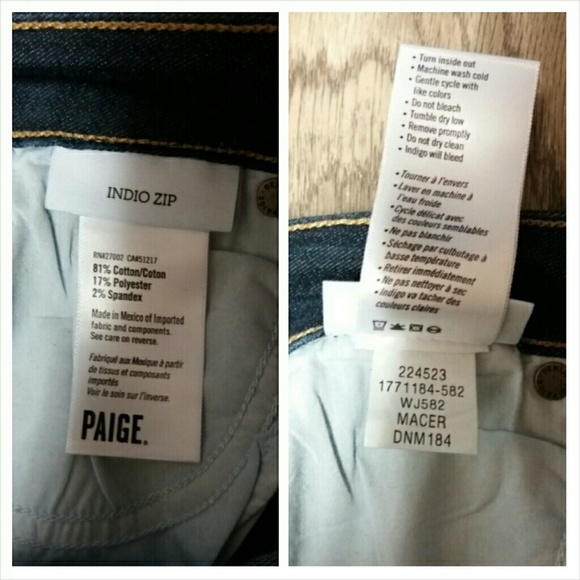 INDIO ZIP
RN#27002 CA#51217
81% Cotton/Coton
17% Polyester
2% Spandex
Made in Mexico of Imported
fabric and components.
See care on reverse.
Fabriqué aux Mexique à partir
de tissus et composants
importés
Voir le soin sur l'inverse.
PAIGE.
• Turn inside out
• Machine wash cold
• Gentle cycle with
like colors
• Do not bleach
• Tumble dry low
• Remove promptly
• Do not dry clean
• Indigo will bleed
• Tourner à l'envers
• Laver en machine à
l'eau froide
• Cycle délicat avec
des couleurs semblables
• Ne pas blanchir
• Séchage par culbutage à
basse température
• Retirer immédiatement
• Ne pas nettoyer à sec
• Indigo va tacher des
couleurs claires
224523
1771184-582
WJ582
MACER
DNM184